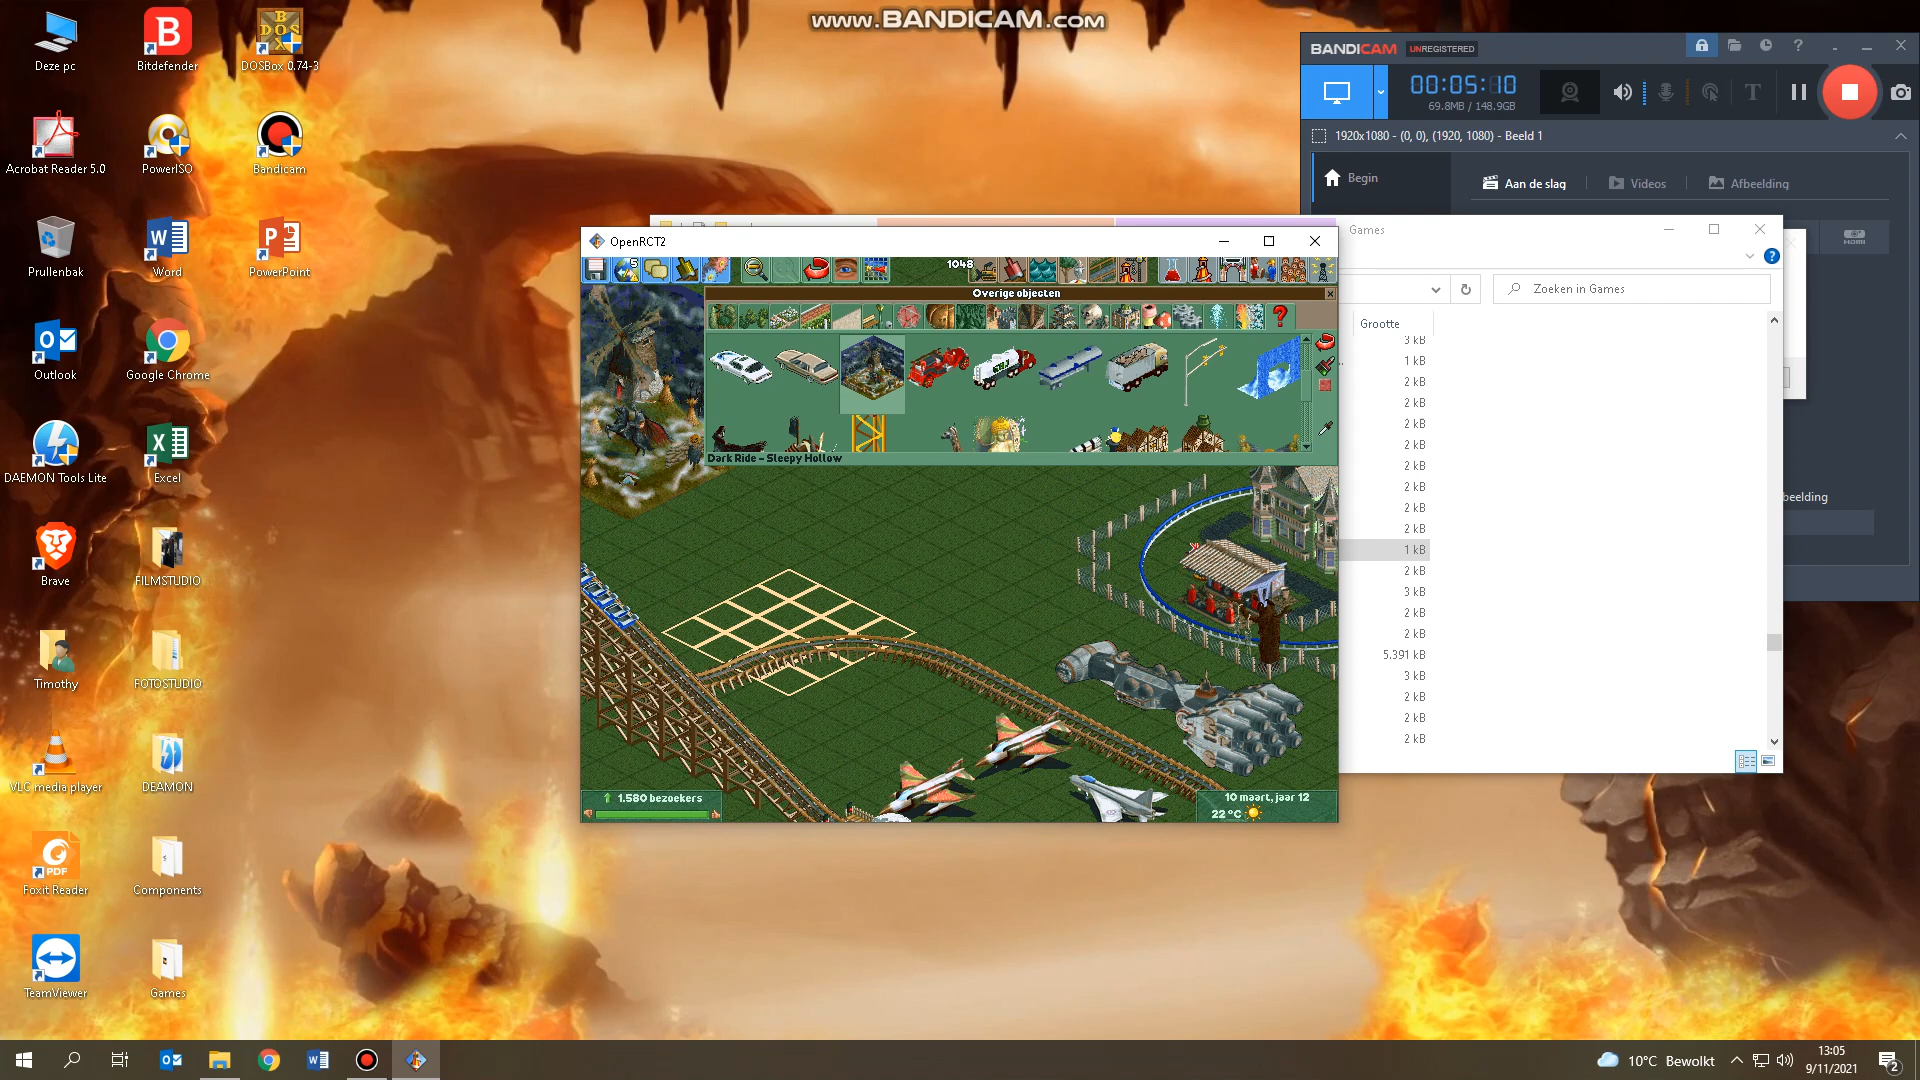 www.BANDICAM.com
Deze pc
Bitdefender
DOSBox 0.74-3
Acrobat Reader 5.0
PowerISO
Bandicam
Prullenbak
Word
PowerPoint
Outlook
Google Chrome
DAEMON Tools Lite
Excel
Brave
FILMSTUDIO
Timothy
FOTOSTUDIO
VLC media player
DEAMON
Foxit Reader
Components
TeamViewer
Games
BANDICAM UNREGISTERED
00:05:10
69.8MB / 148.9GB
1920x1080 - (0, 0), (1920, 1080) - Beeld 1
Begin
Aan de slag
Videos
Afbeelding
HDMI
beelding
Games
Zoeken in Games
Grootte
3 kB
1 kB
2 kB
2 kB
2 kB
2 kB
2 kB
2 kB
2 kB
2 kB
1 kB
2 kB
3 kB
2 kB
2 kB
5.391 kB
3 kB
2 kB
2 kB
2 kB
OpenRCT2
5
1048
Overige objecten
Dark Ride - Sleepy Hollow
1.580 bezoekers
10 maart, jaar 12
22 °C
10°C Bewolkt
13:05
9/11/2021
2